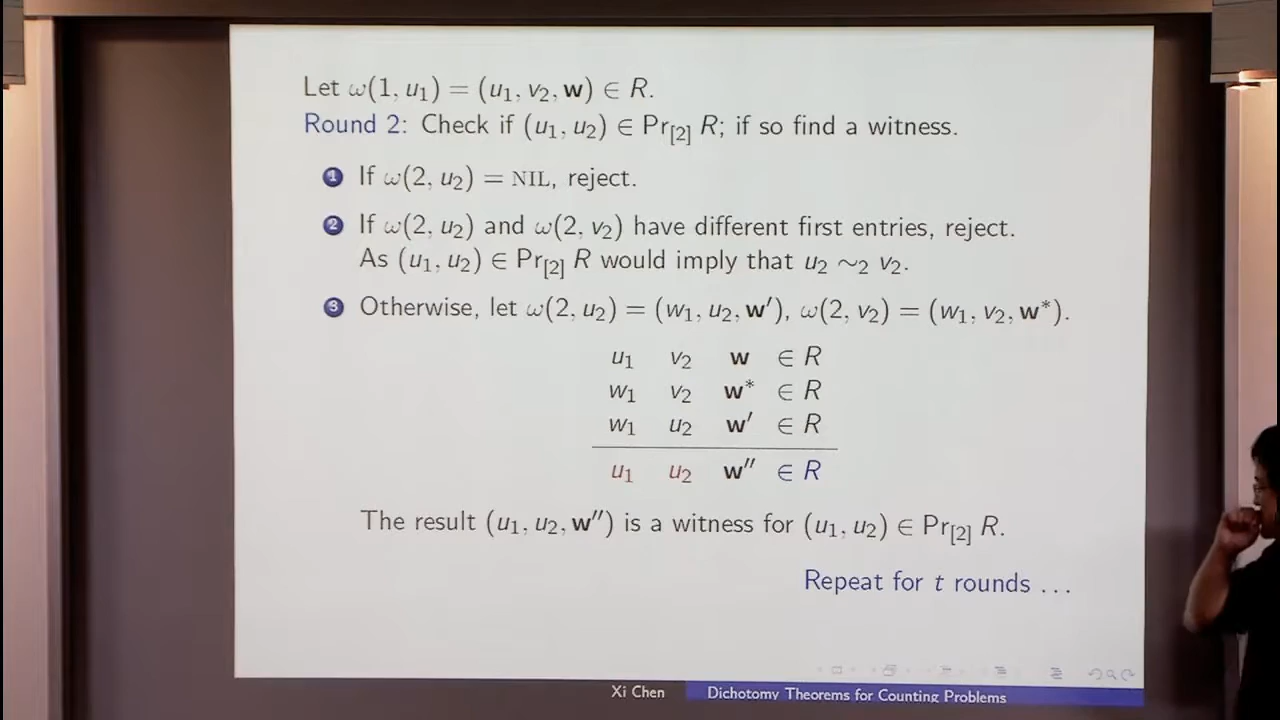 Let ω(1, u₁) = (u₁, v₂, w) ∈ R.
Round 2: Check if (u₁, u₂) ∈ Pr[2] R; if so find a witness.
1 If ω(2, u₂) = NIL, reject.
2 If ω(2, u₂) and ω(2, v₂) have different first entries, reject.
As (u₁, u₂) ∈ Pr[2] R would imply that u₂ ∼₂ v₂.
3 Otherwise, let ω(2, u₂) = (w₁, u₂, w′), ω(2, v₂) = (w₁, v₂, w*).
u₁ v₂ w ∈ R
w₁ v₂ w* ∈ R
w₁ u₂ w′ ∈ R
u₁ u₂ w″ ∈ R
The result (u₁, u₂, w″) is a witness for (u₁, u₂) ∈ Pr[2] R.
Repeat for t rounds ...
Xi Chen Dichotomy Theorems for Counting Problems